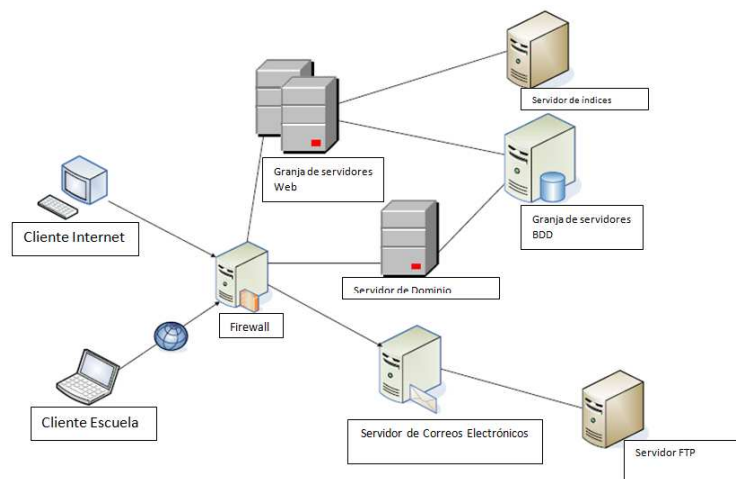 Servidor de índices
Granja de servidores
Web
Granja de servidores
BDD
Cliente Internet
Servidor de Dominio
Firewall
Cliente Escuela
Servidor de Correos Electrónicos
Servidor FTP